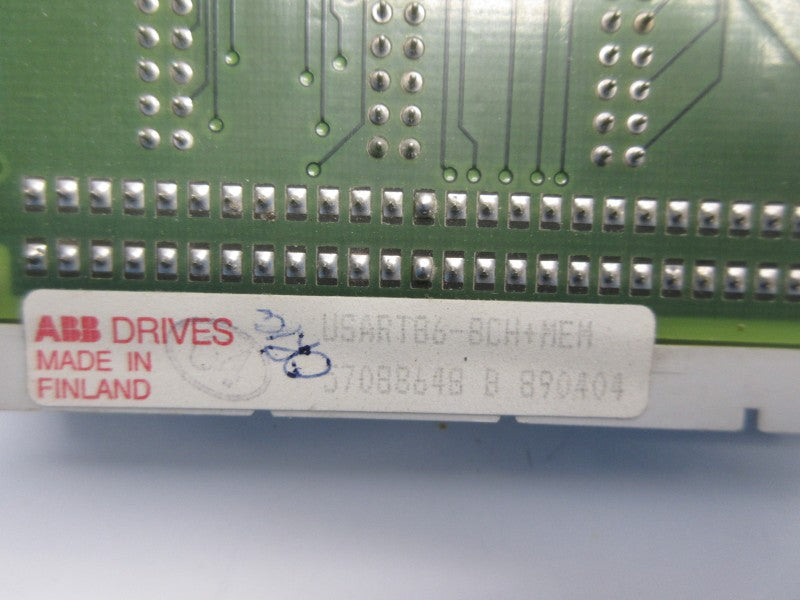 ABB DRIVES
MADE IN
FINLAND
USART86-8CH+MEM
57088648 B 890404